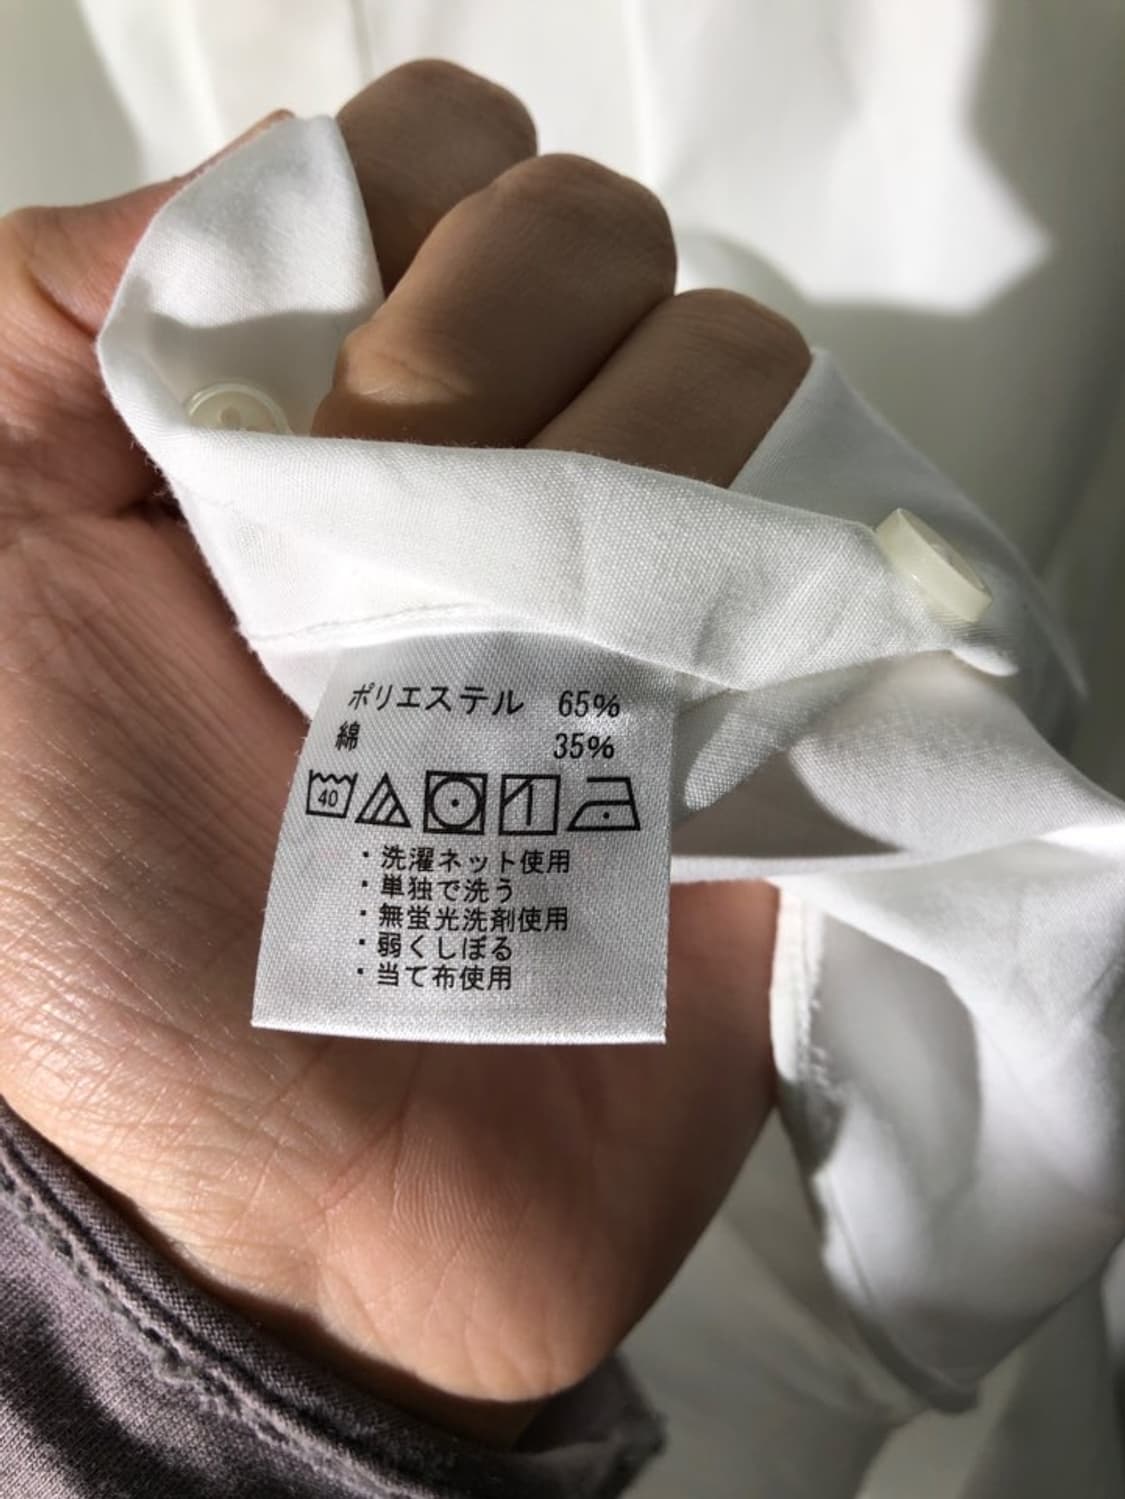 ポリエステル 65%
綿 35%
40
・洗濯ネット使用
・単独で洗う
・無蛍光洗剤使用
・弱くしぼる
・当て布使用